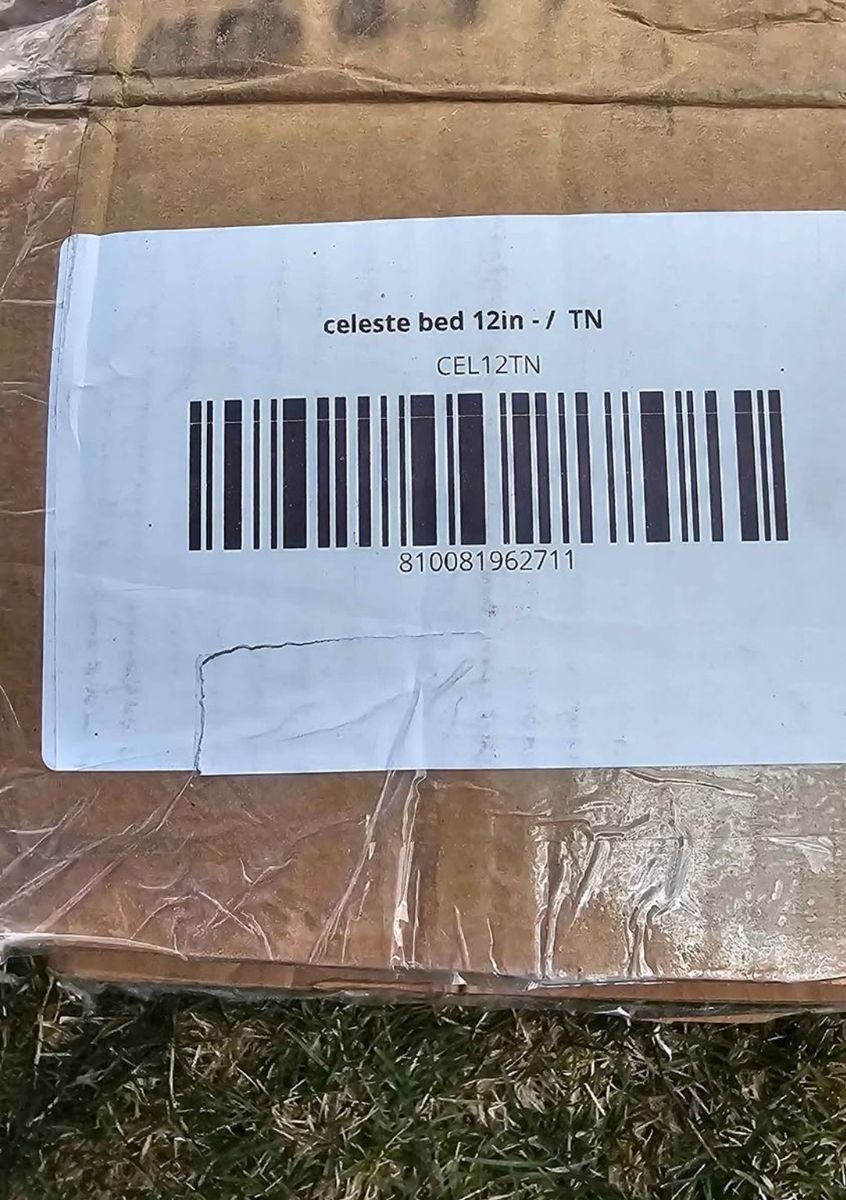 celeste bed 12in - / TN
CEL12TN
810081962711